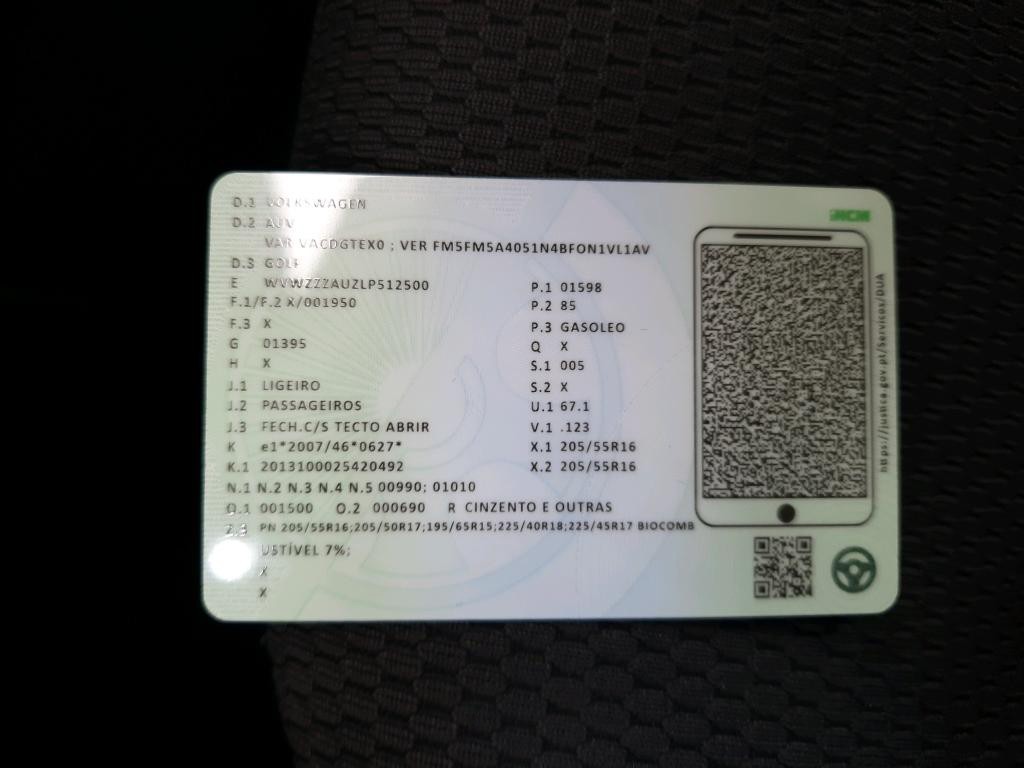 INCM
D.1 VOLKSWAGEN
D.2 AUV
VAR VACDGTEX0 ; VER FM5FM5A4051N4BFON1VL1AV
D.3 GOLF
E WVWZZZAUZLP512500
F.1/F.2 X/001950
F.3 X
G 01395
H X
J.1 LIGEIRO
J.2 PASSAGEIROS
J.3 FECH.C/S TECTO ABRIR
K e1*2007/46*0627*
K.1 2013100025420492
P.1 01598
P.2 85
P.3 GASOLEO
Q X
S.1 005
S.2 X
U.1 67.1
V.1 .123
X.1 205/55R16
X.2 205/55R16
N.1 N.2 N.3 N.4 N.5 00990; 01010
O.1 001500 O.2 000690 R CINZENTO E OUTRAS
Z.3 PN 205/55R16;205/50R17;195/65R15;225/40R18;225/45R17 BIOCOMB
USTÍVEL 7%;
X
X
https://justica.gov.pt/Servicos/DUA